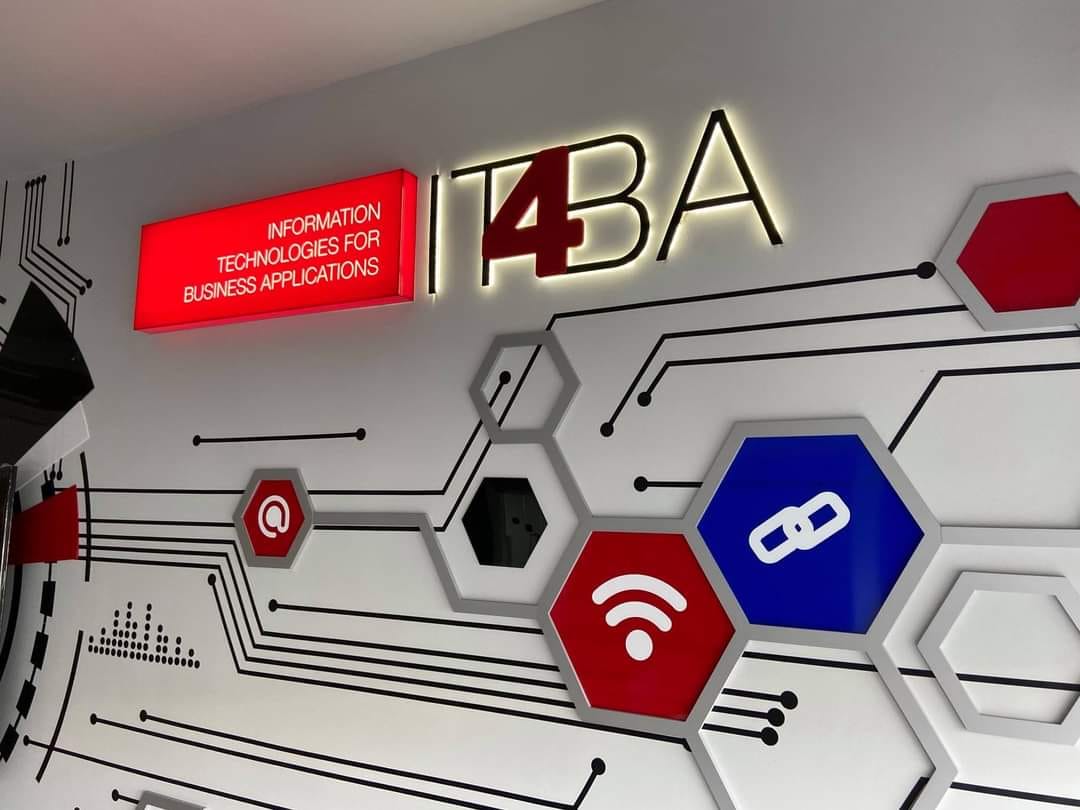 INFORMATION
TECHNOLOGIES FOR
BUSINESS APPLICATIONS
IT4BA
@